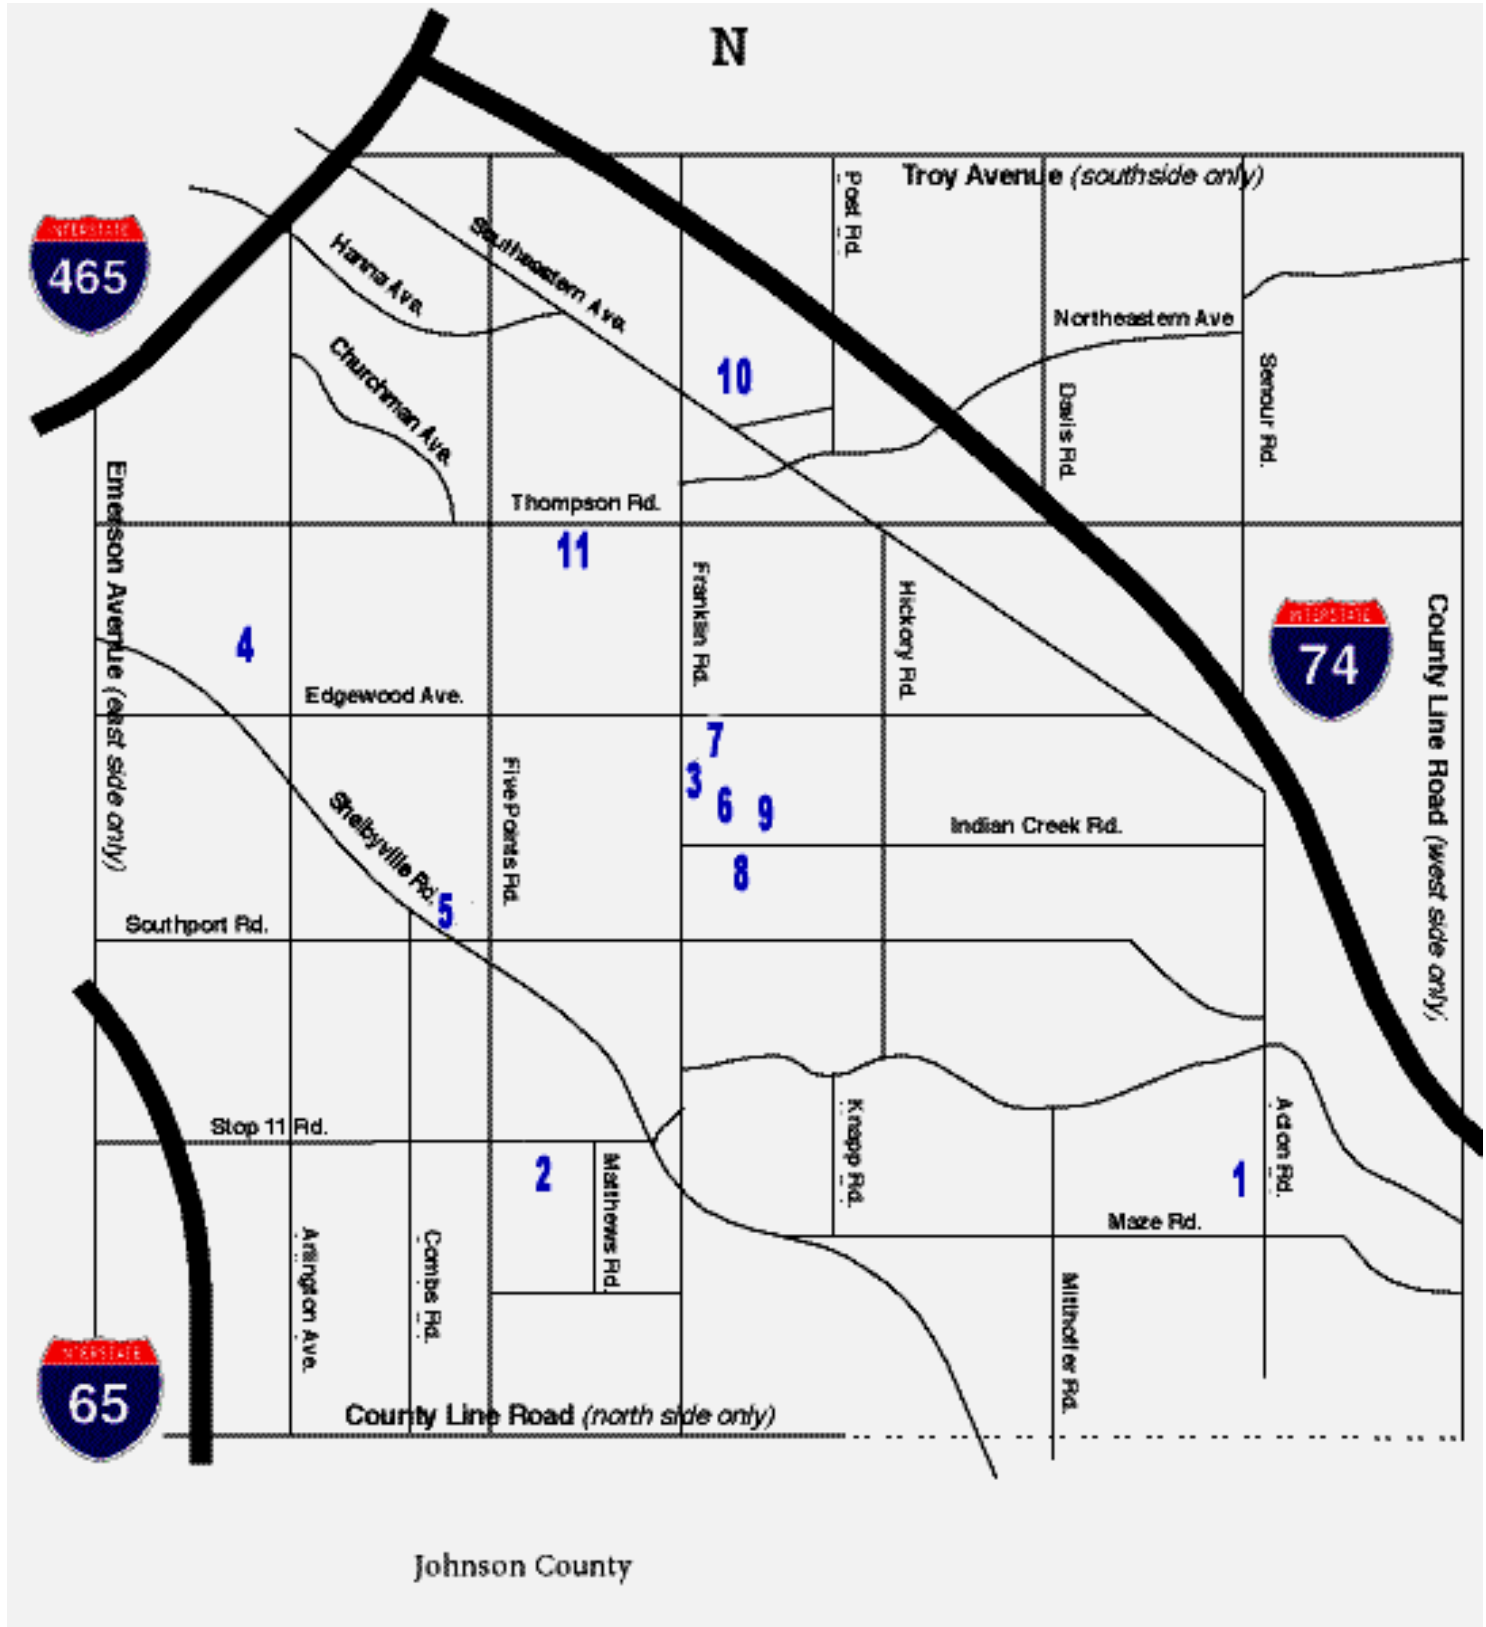 N
Troy Avenue (southside only)
Post Rd.
INTERSTATE
465
Southeastern Ave.
Hanna Ave.
Northeastern Ave
Churchman Ave.
Senour Rd.
10
Davis Rd.
Emerson Avenue (east side only)
Thompson Rd.
11
Franklin Rd.
Hickory Rd.
County Line Road (west side only)
INTERSTATE
74
4
Edgewood Ave.
7
3
6
9
Five Points Rd.
Shelbyville Rd.
Indian Creek Rd.
8
5
Southport Rd.
Stop 11 Rd.
Knapp Rd.
Acton Rd.
2
Matthews Rd.
1
Maze Rd.
Arlington Ave.
Combs Rd.
Mitthoffer Rd.
INTERSTATE
65
County Line Road (north side only)
Johnson County